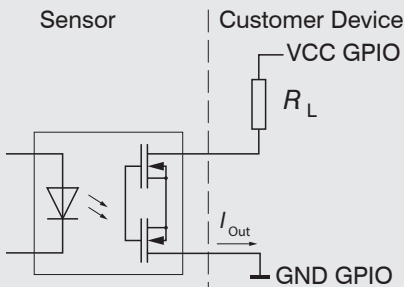 Sensor
Customer Device
VCC GPIO
R L
I Out
GND GPIO